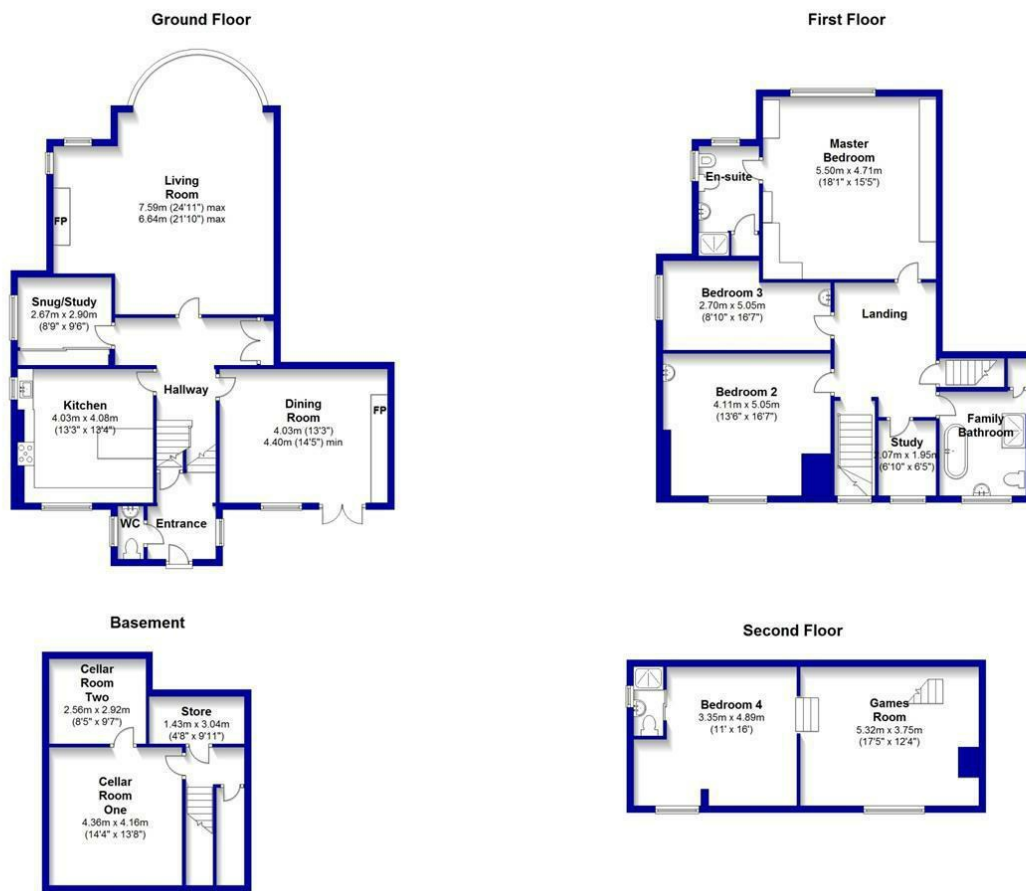 Ground Floor
Living
Room
7.59m (24'11") max
6.64m (21'10") max
FP
Snug/Study
2.67m x 2.90m
(8'9" x 9'6")
Kitchen
4.03m x 4.08m
(13'3" x 13'4")
Hallway
Dining
Room
4.03m (13'3")
4.40m (14'5") min
FP
WC
Entrance
First Floor
Master
Bedroom
5.50m x 4.71m
(18'1" x 15'5")
En-suite
Bedroom 3
2.70m x 5.05m
(8'10" x 16'7")
Landing
Bedroom 2
4.11m x 5.05m
(13'6" x 16'7")
Study
2.07m x 1.95m
(6'10" x 6'5")
Family
Bathroom
Basement
Cellar
Room
Two
2.56m x 2.92m
(8'5" x 9'7")
Store
1.43m x 3.04m
(4'8" x 9'11")
Cellar
Room
One
4.36m x 4.16m
(14'4" x 13'8")
Second Floor
Bedroom 4
3.35m x 4.89m
(11' x 16')
Games
Room
5.32m x 3.75m
(17'5" x 12'4")